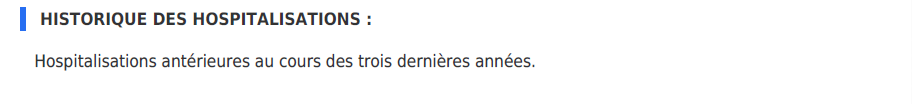 HISTORIQUE DES HOSPITALISATIONS :
Hospitalisations antérieures au cours des trois dernières années.